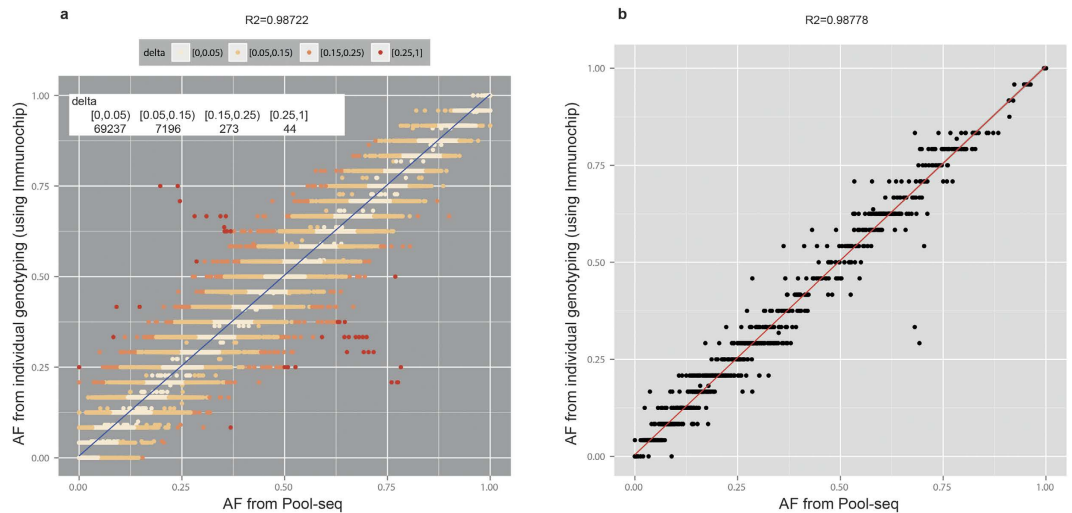 a
R2=0.98722
delta [0,0.05) [0.05,0.15) [0.15,0.25) [0.25,1]
delta
[0,0.05) [0.05,0.15) [0.15,0.25) [0.25,1]
69237 7196 273 44
1.00
0.75
0.50
0.25
0.00
AF from individual genotyping (using Immunochip)
0.00 0.25 0.50 0.75 1.00
AF from Pool-seq
b
R2=0.98778
1.00
0.75
0.50
0.25
0.00
AF from individual genotyping (using Immunochip)
0.00 0.25 0.50 0.75 1.00
AF from Pool-seq